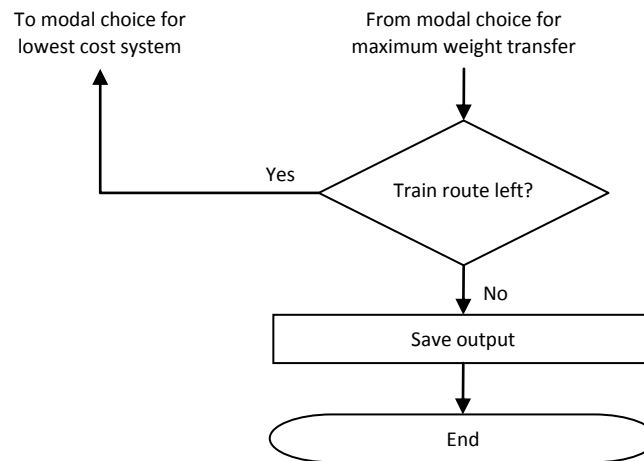 To modal choice for
lowest cost system
From modal choice for
maximum weight transfer
Yes
Train route left?
No
Save output
End